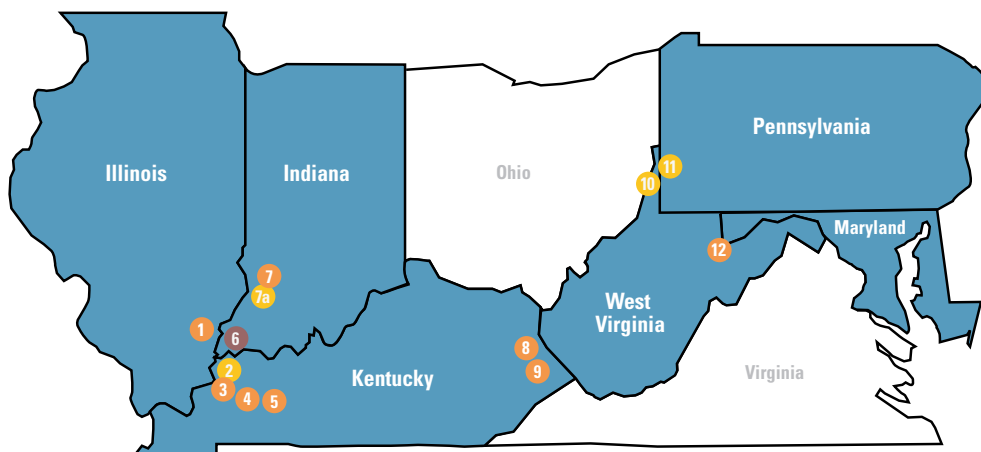 Pennsylvania
Illinois
Indiana
Ohio
11
10
Maryland
12
7
7a
West
Virginia
1
6
8
2
Kentucky
9
Virginia
3
4
5